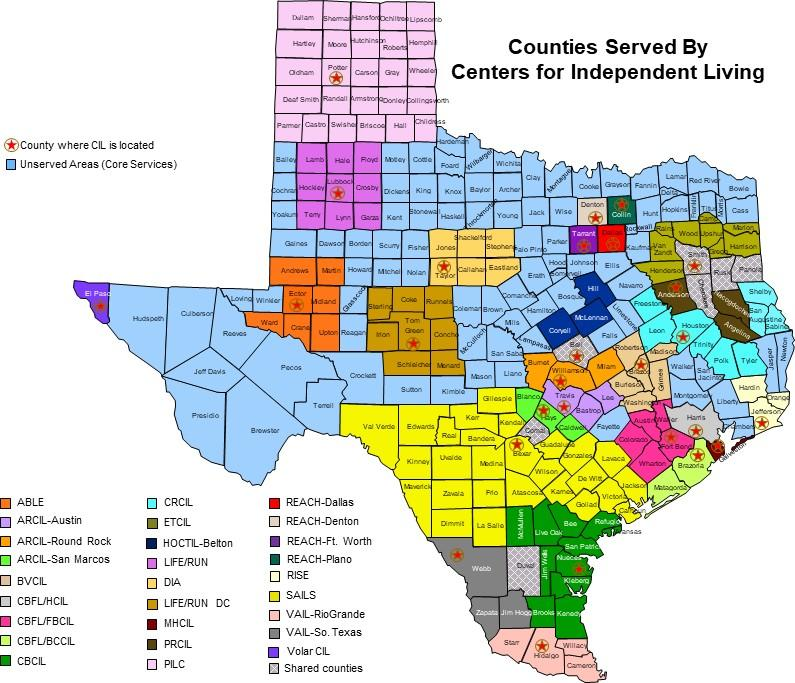 Counties Served By
Centers for Independent Living
County where CIL is located
Unserved Areas (Core Services)
Dallam Sherman Hansford Ochiltree Lipscomb
Hartley Moore Hutchinson Roberts Hemphill
Oldham Potter Carson Gray Wheeler
Deaf Smith Randall Armstrong Donley Collingsworth
Parmer Castro Swisher Briscoe Hall Childress
Hardeman
Bailey Lamb Hale Floyd Motley Cottle Foard Wilbarger Wichita
Clay Montague Cooke Grayson Fannin Lamar Red River Bowie
Delta
Cochran Hockley Lubbock Crosby Dickens King Knox Baylor Archer
Yoakum Terry Lynn Garza Kent Stonewall Haskell Throckmorton Young Jack Wise Denton Collin Hunt Hopkins Franklin Titus Morris Cass
Camp
Gaines Dawson Borden Scurry Fisher Jones Shackelford Stephens Palo Pinto Parker Tarrant Dallas Rockwall Kaufman Rains Wood Upshur Marion
Van Zandt Gregg Harrison
Andrews Martin Howard Mitchell Nolan Taylor Callahan Eastland Erath Hood Somervell Johnson Ellis Henderson Smith Rusk Panola
El Paso Hudspeth Culberson Loving Winkler Ector Midland Glasscock Sterling Coke Runnels Coleman Brown Comanche Hamilton Bosque Hill Navarro Freestone Anderson Cherokee Nacogdoches Shelby
Reeves Ward Crane Upton Reagan Irion Tom Green Concho McCulloch Mills Coryell McLennan Limestone Leon Houston Angelina San Augustine Sabine
Jeff Davis Pecos Crockett Schleicher Menard San Saba Lampasas Bell Falls Robertson Madison Trinity Polk Tyler Jasper Newton
Presidio Brewster Terrell Sutton Kimble Mason Llano Burnet Williamson Milam Brazos Grimes Walker San Jacinto Hardin
Burleson Montgomery Liberty Orange
Val Verde Edwards Kerr Gillespie Blanco Travis Lee Washington Jefferson
Real Bandera Kendall Hays Bastrop Fayette Austin Waller Harris Chambers
Comal Caldwell Colorado Fort Bend Galveston
Kinney Uvalde Medina Bexar Guadalupe Gonzales Lavaca Wharton Brazoria
Maverick Zavala Frio Atascosa Wilson Karnes De Witt Victoria Jackson Matagorda
Dimmit La Salle McMullen Live Oak Bee Goliad Refugio
San Patricio
Webb Duval Jim Wells Nueces
Kleberg
Zapata Jim Hogg Brooks Kenedy
Starr Hidalgo Willacy
Cameron
ABLE
ARCIL-Austin
ARCIL-Round Rock
ARCIL-San Marcos
BVCIL
CBFL/HCIL
CBFL/FBCIL
CBFL/BCCIL
CBCIL
CRCIL
ETCIL
HOCTIL-Belton
LIFE/RUN
DIA
LIFE/RUN DC
MHCIL
PRCIL
PILC
REACH-Dallas
REACH-Denton
REACH-Ft. Worth
REACH-Plano
RISE
SAILS
VAIL-RioGrande
VAIL-So. Texas
Volar CIL
Shared counties